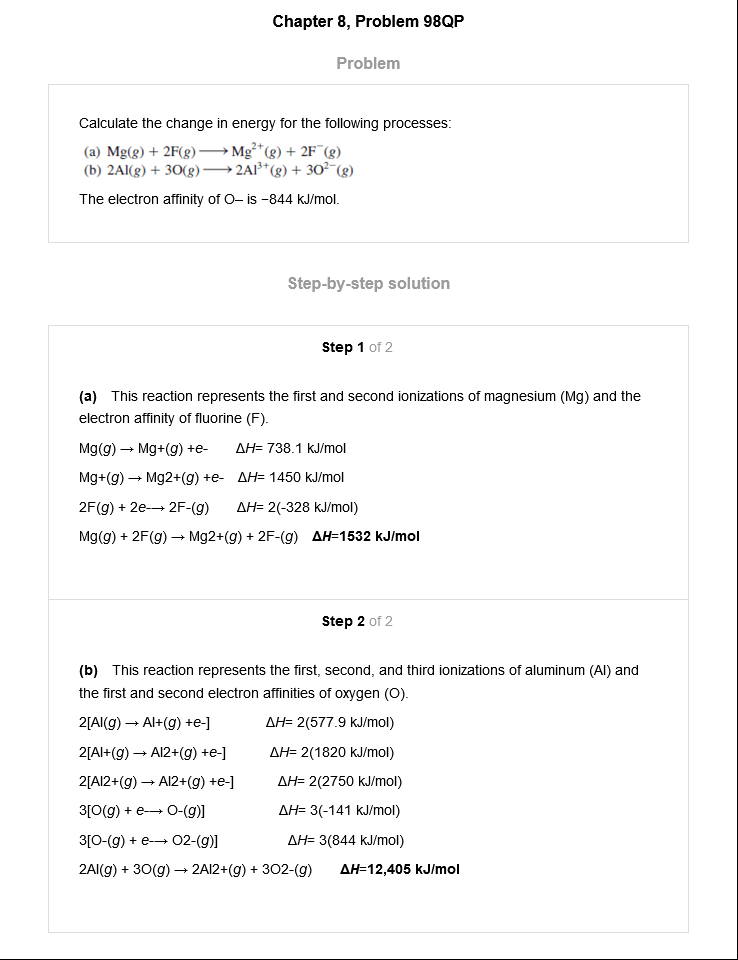 Chapter 8, Problem 98QP
Problem
Calculate the change in energy for the following processes:
(a) Mg(g) + 2F(g) ⟶ Mg²⁺(g) + 2F⁻(g)
(b) 2Al(g) + 3O(g) ⟶ 2Al³⁺(g) + 3O²⁻(g)
The electron affinity of O– is −844 kJ/mol.
Step-by-step solution
Step 1 of 2
(a) This reaction represents the first and second ionizations of magnesium (Mg) and the
electron affinity of fluorine (F).
Mg(g) → Mg+(g) +e- ΔH= 738.1 kJ/mol
Mg+(g) → Mg2+(g) +e- ΔH= 1450 kJ/mol
2F(g) + 2e-→ 2F-(g) ΔH= 2(-328 kJ/mol)
Mg(g) + 2F(g) → Mg2+(g) + 2F-(g) ΔH=1532 kJ/mol
Step 2 of 2
(b) This reaction represents the first, second, and third ionizations of aluminum (Al) and
the first and second electron affinities of oxygen (O).
2[Al(g) → Al+(g) +e-] ΔH= 2(577.9 kJ/mol)
2[Al+(g) → Al2+(g) +e-] ΔH= 2(1820 kJ/mol)
2[Al2+(g) → Al2+(g) +e-] ΔH= 2(2750 kJ/mol)
3[O(g) + e-→ O-(g)] ΔH= 3(-141 kJ/mol)
3[O-(g) + e-→ O2-(g)] ΔH= 3(844 kJ/mol)
2Al(g) + 3O(g) → 2Al2+(g) + 3O2-(g) ΔH=12,405 kJ/mol